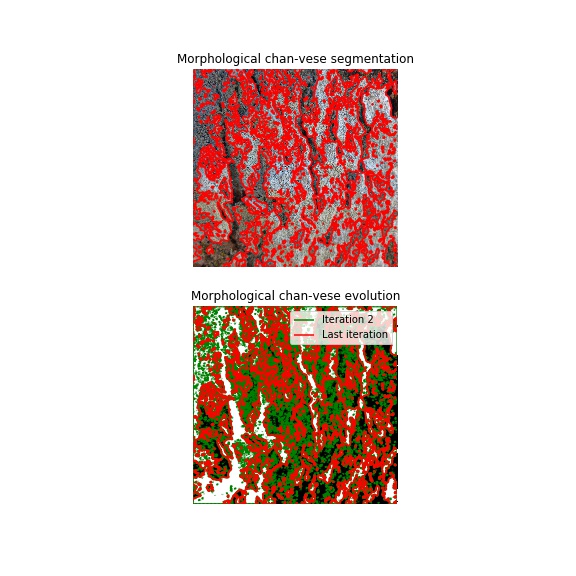 Morphological chan-vese segmentation
Morphological chan-vese evolution
Iteration 2
Last iteration